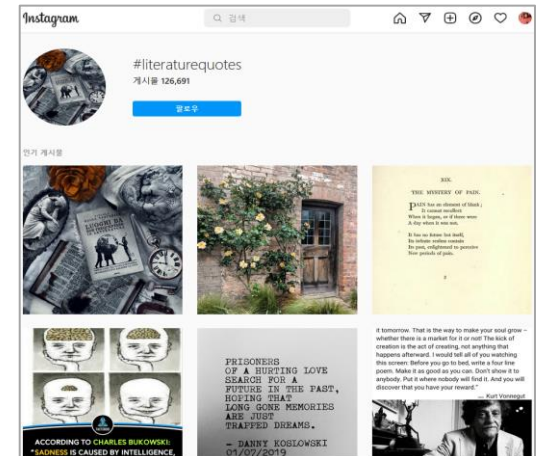 Instagram
검색
#literaturequotes
게시물 126,691
팔로우
인기 게시물
XIX.
THE MYSTERY OF PAIN.
PAIN has an element of blank;
It cannot recollect
When it began, or if there were
A day when it was not.
It has no future but itself,
Its infinite realms contain
Its past, enlightened to perceive
New periods of pain.
ACCORDING TO CHARLES BUKOWSKI:
"SADNESS IS CAUSED BY INTELLIGENCE,
PRISONERS
OF A HURTING LOVE
SEARCH FOR A
FUTURE IN THE PAST,
HOPING THAT
LONG GONE MEMORIES
ARE JUST
TRAPPED DREAMS.
- DANNY KOSLOWSKI
01/07/2019
it tomorrow. That is the way to make your soul grow –
whether there is a market for it or not! The kick of
creation is the act of creating, not anything that
happens afterward. I would tell all of you watching
this screen: Before you go to bed, write a four line
poem. Make it as good as you can. Don't show it to
anybody. Put it where nobody will find it. And you will
discover that you have your reward."
— Kurt Vonnegut